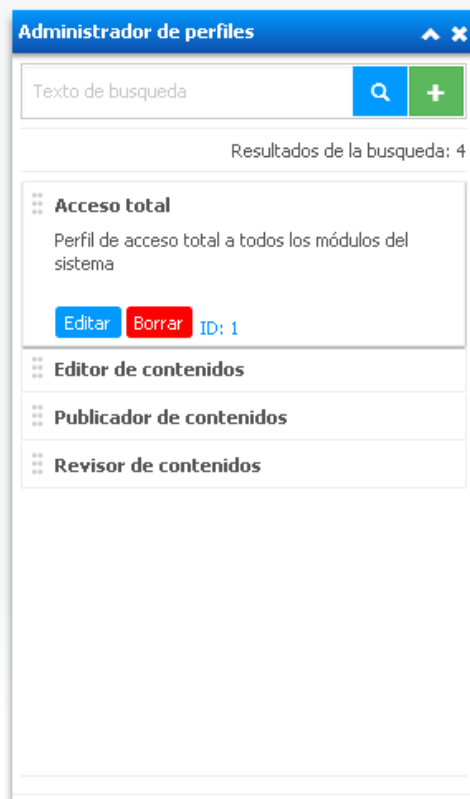 Administrador de perfiles
Texto de busqueda
Resultados de la busqueda: 4
Acceso total
Perfil de acceso total a todos los módulos del
sistema
Editar Borrar ID: 1
Editor de contenidos
Publicador de contenidos
Revisor de contenidos